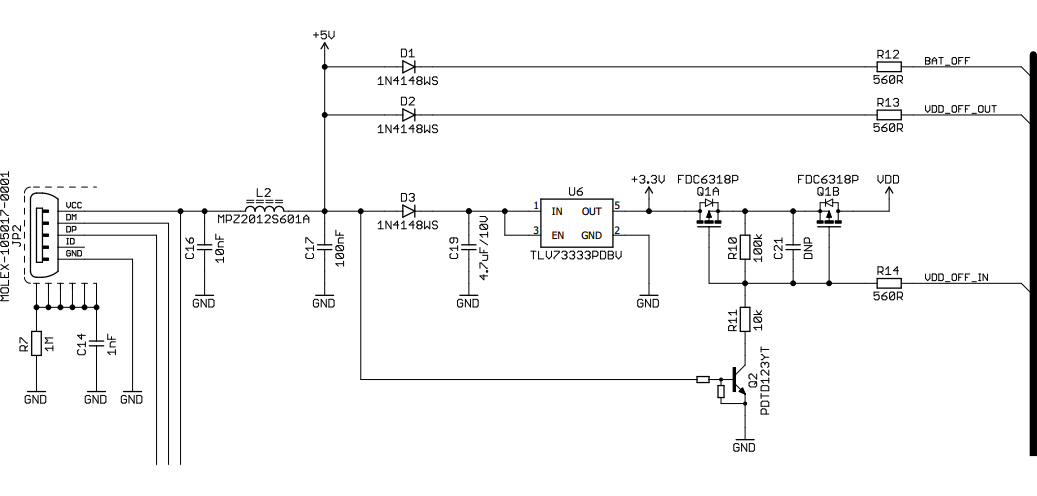 +5V
D1
1N4148WS
R12
560R
BAT_OFF
D2
1N4148WS
R13
560R
VDD_OFF_OUT
MOLEX-105017-0001
JP2
VCC
DM
DP
ID
GND
L2
MPZ2012S601A
D3
1N4148WS
C16
10nF
GND
C17
100nF
GND
C19
4.7uF/10V
GND
U6
1
IN
OUT
5
3
EN
GND
2
TLV73333PDBV
GND
+3.3V
FDC6318P
Q1A
FDC6318P
Q1B
VDD
R10
100k
C21
DNP
R14
560R
VDD_OFF_IN
R11
10k
Q2
PDTD123YT
GND
R7
1M
GND
C14
1nF
GND
GND